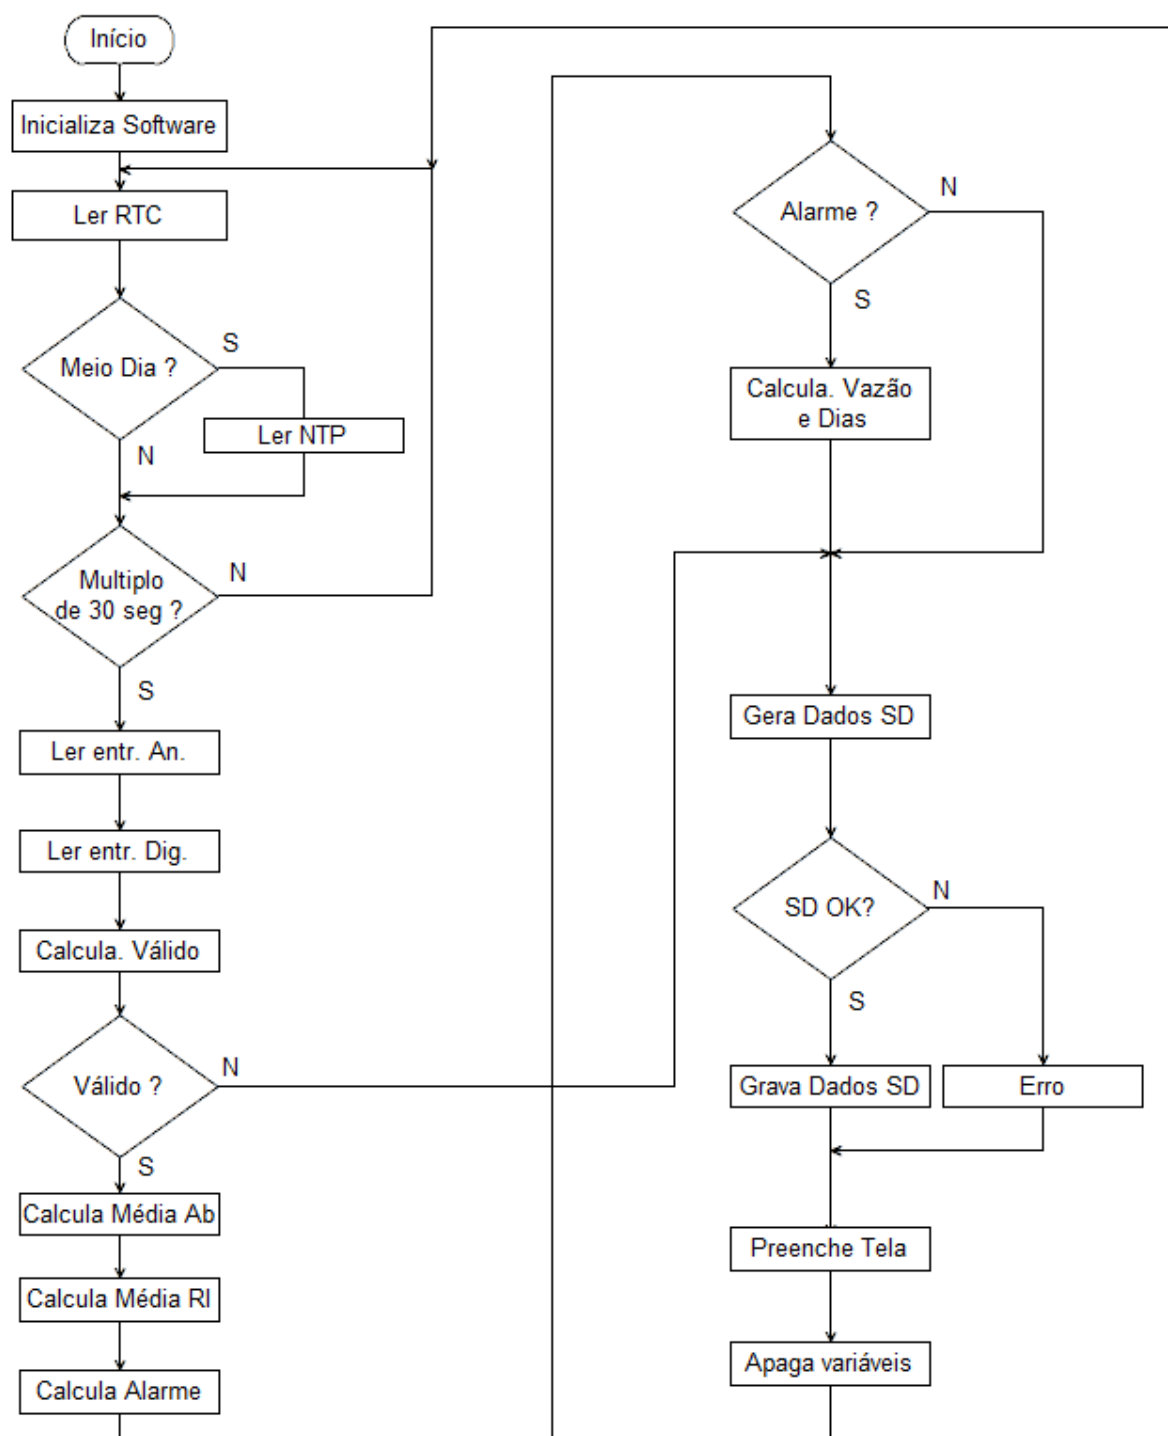 Início
Inicializa Software
Ler RTC
Meio Dia ?
S
Ler NTP
N
Multiplo
de 30 seg ?
N
S
Ler entr. An.
Ler entr. Dig.
Calcula. Válido
Válido ?
N
S
Calcula Média Ab
Calcula Média RI
Calcula Alarme
Alarme ?
N
S
Calcula. Vazão
e Dias
Gera Dados SD
SD OK?
N
S
Grava Dados SD
Erro
Preenche Tela
Apaga variáveis